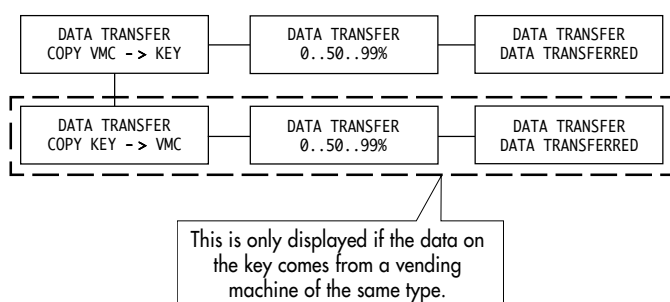 DATA TRANSFER
COPY VMC -> KEY
DATA TRANSFER
0..50..99%
DATA TRANSFER
DATA TRANSFERRED
DATA TRANSFER
COPY KEY -> VMC
DATA TRANSFER
0..50..99%
DATA TRANSFER
DATA TRANSFERRED
This is only displayed if the data on
the key comes from a vending
machine of the same type.